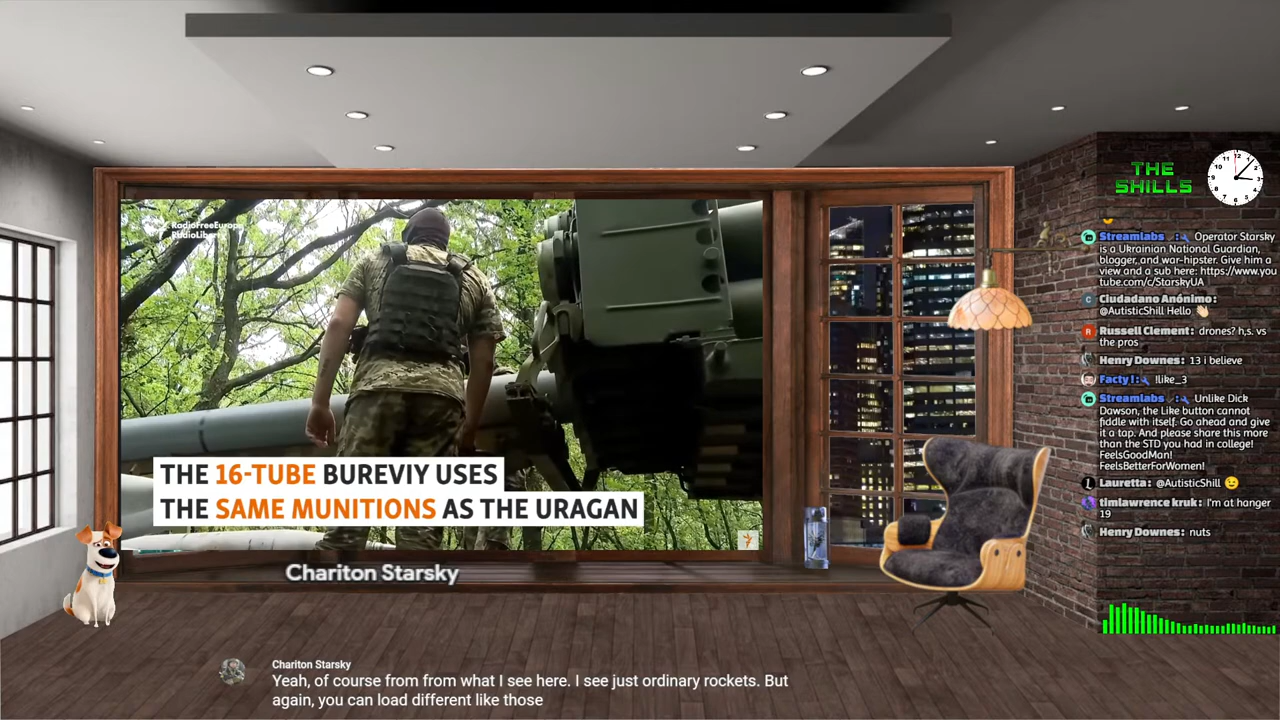 RadioFreeEurope
RadioLiberty
THE 16-TUBE BUREVIY USES
THE SAME MUNITIONS AS THE URAGAN
Chariton Starsky
Chariton Starsky
Yeah, of course from from what I see here. I see just ordinary rockets. But
again, you can load different like those
THE
SHILLS
Streamlabs : Operator Starsky
is a Ukrainian National Guardian,
blogger, and war-hipster. Give him a
view and a sub here: https://www.you
tube.com/c/StarskyUA
C Ciudadano Anónimo:
@AutisticShill Hello 👋🏻
R Russell Clement: drones? h,s. vs
the pros
Henry Downes: 13 i believe
Facty !: !like_3
Streamlabs : Unlike Dick
Dawson, the Like button cannot
fiddle with itself. Go ahead and give
it a tap. And please share this more
than the STD you had in college!
FeelsGoodMan!
FeelsBetterForWomen!
Lauretta: @AutisticShill 😉
timlawrence kruk: I'm at hanger
19
Henry Downes: nuts